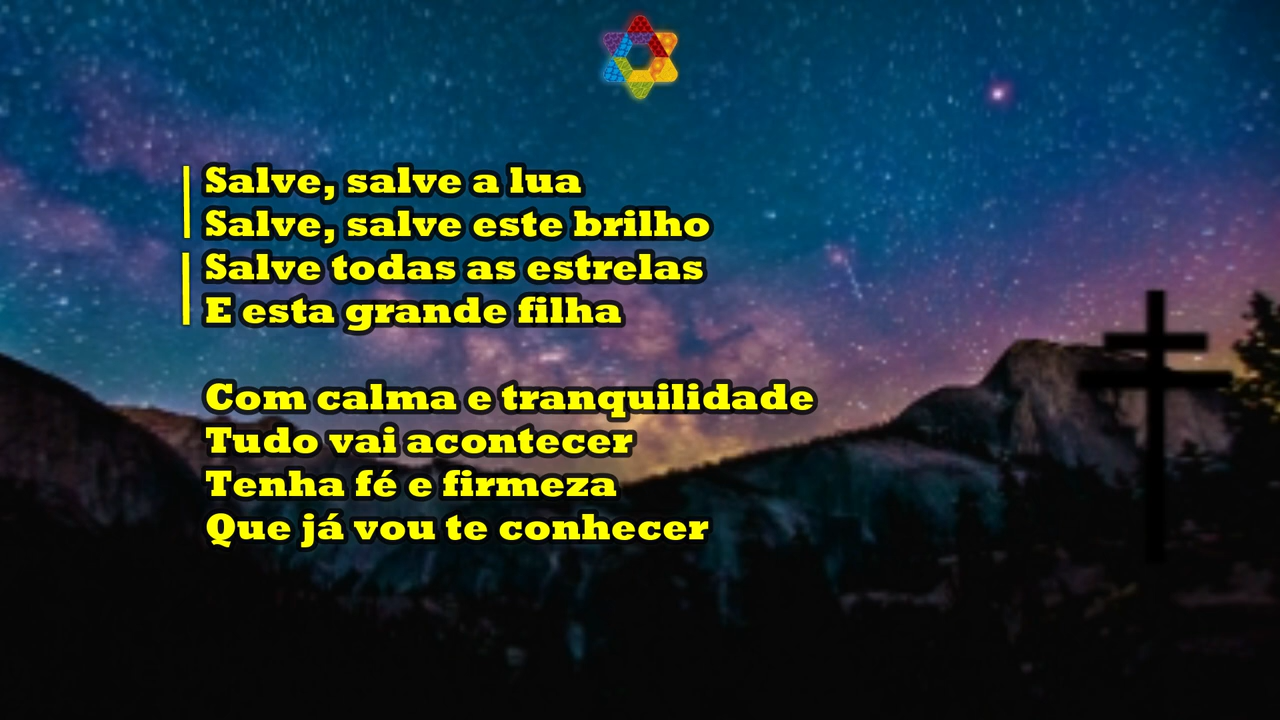 Salve, salve a lua
Salve, salve este brilho
Salve todas as estrelas
E esta grande filha
Com calma e tranquilidade
Tudo vai acontecer
Tenha fé e firmeza
Que já vou te conhecer